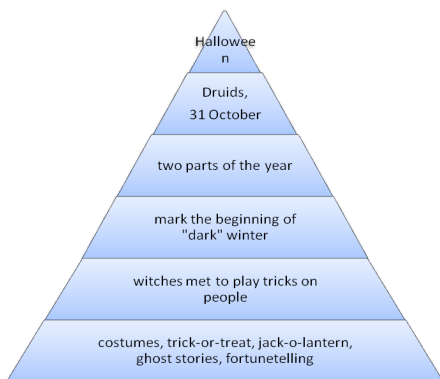 Hallowee
n
Druids,
31 October
two parts of the year
mark the beginning of
"dark" winter
witches met to play tricks on
people
costumes, trick-or-treat, jack-o-lantern,
ghost stories, fortunetelling